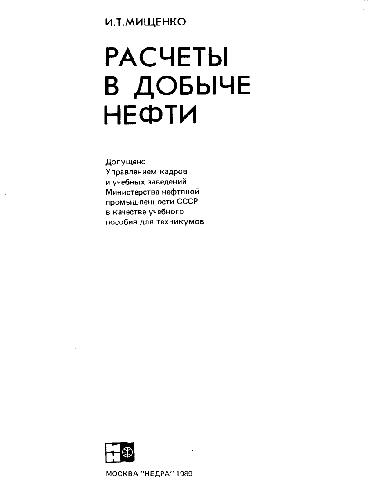 И.Т.МИЩЕНКО
РАСЧЕТЫ
В ДОБЫЧЕ
НЕФТИ
Допущено
Управлением кадров
и учебных заведений
Министерства нефтяной
промышленности СССР
в качестве учебного
пособия для техникумов
МОСКВА "НЕДРА" 1989